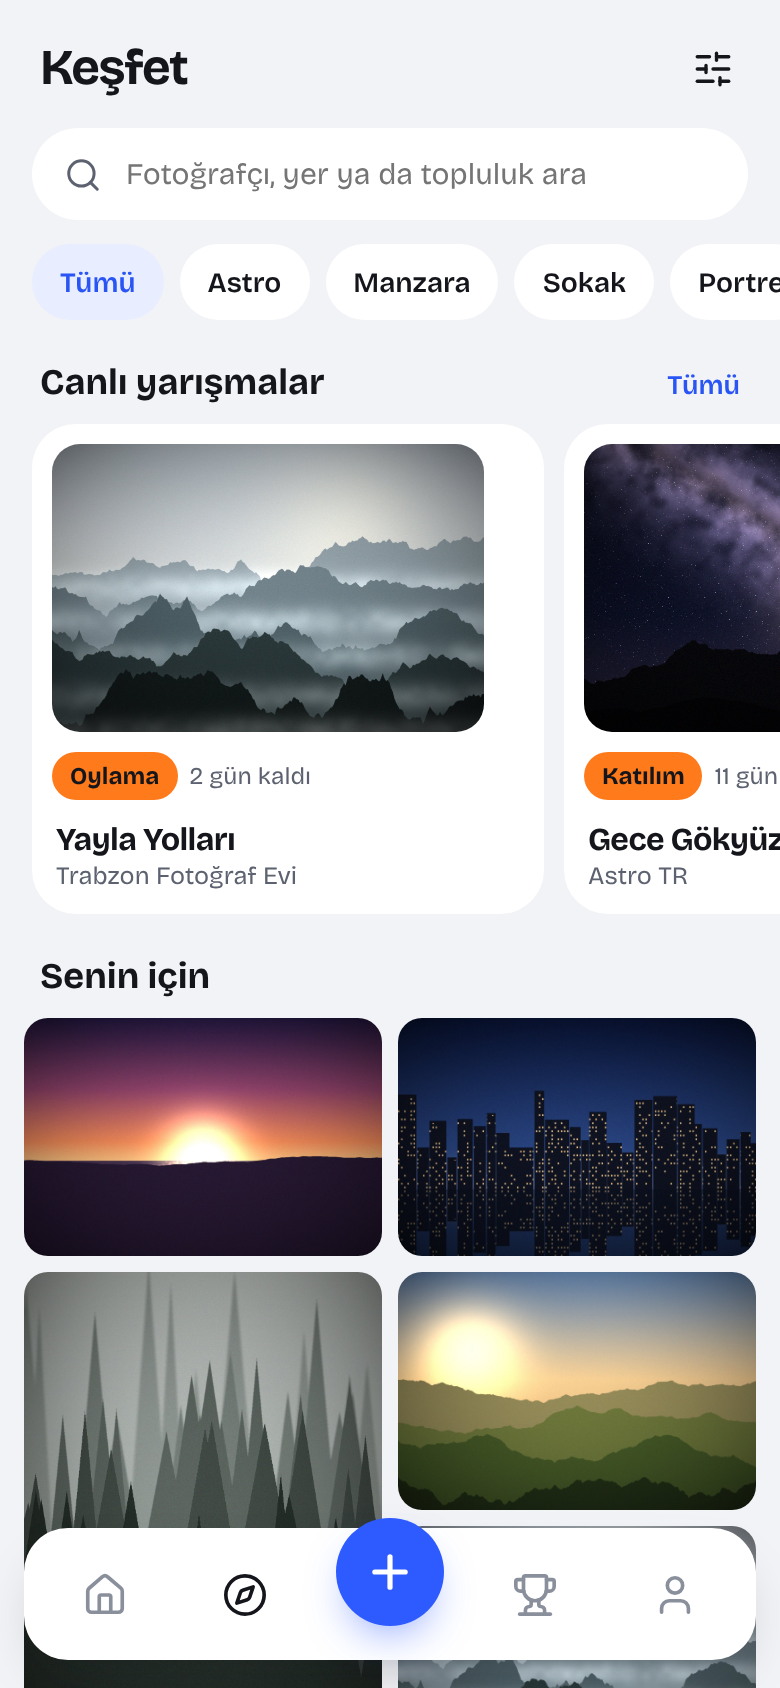 Keşfet
Fotoğrafçı, yer ya da topluluk ara
Tümü
Astro
Manzara
Sokak
Portre
Canlı yarışmalar
Tümü
Oylama
2 gün kaldı
Yayla Yolları
Trabzon Fotoğraf Evi
Katılım
11 gün
Gece Gökyüz
Astro TR
Senin için